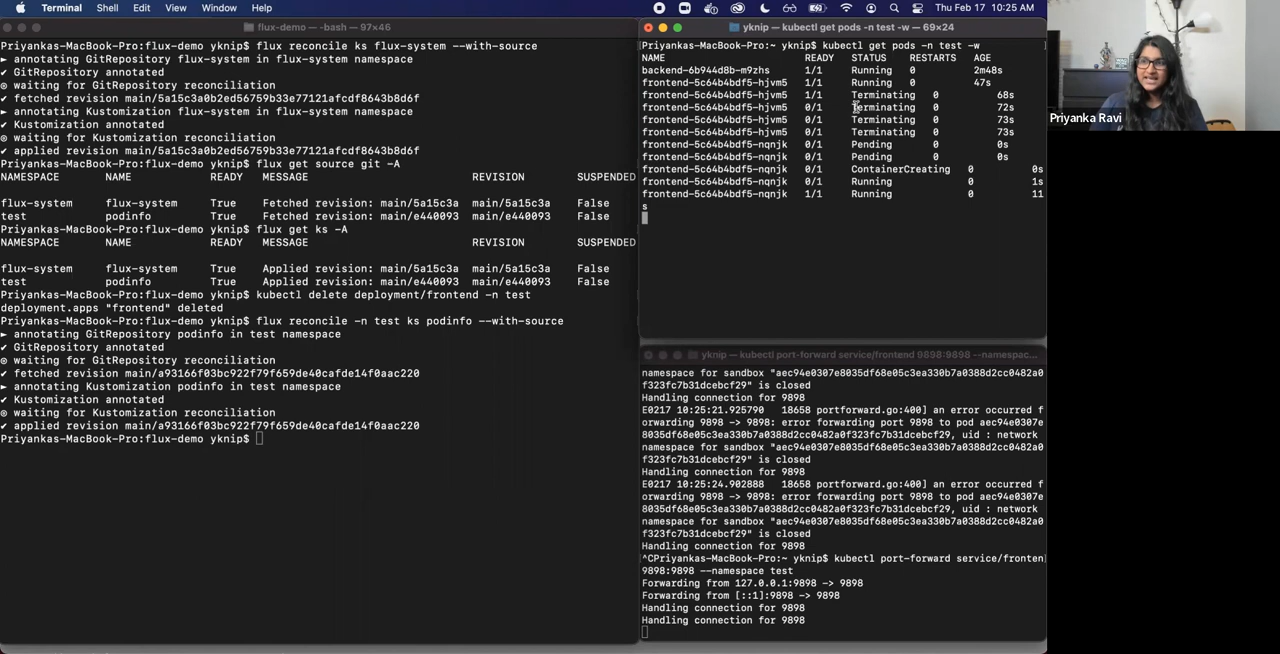 Terminal Shell Edit View Window Help Thu Feb 17 10:25 AM
flux-demo — -bash — 97×46
Priyankas-MacBook-Pro:flux-demo yknip$ flux reconcile ks flux-system --with-source
► annotating GitRepository flux-system in flux-system namespace
✔ GitRepository annotated
◎ waiting for GitRepository reconciliation
✔ fetched revision main/5a15c3a0b2ed56759b33e77121afcdf8643b8d6f
► annotating Kustomization flux-system in flux-system namespace
✔ Kustomization annotated
◎ waiting for Kustomization reconciliation
✔ applied revision main/5a15c3a0b2ed56759b33e77121afcdf8643b8d6f
Priyankas-MacBook-Pro:flux-demo yknip$ flux get source git -A
NAMESPACE NAME READY MESSAGE REVISION SUSPENDED
flux-system flux-system True Fetched revision: main/5a15c3a main/5a15c3a False
test podinfo True Fetched revision: main/e440093 main/e440093 False
Priyankas-MacBook-Pro:flux-demo yknip$ flux get ks -A
NAMESPACE NAME READY MESSAGE REVISION SUSPENDED
flux-system flux-system True Applied revision: main/5a15c3a main/5a15c3a False
test podinfo True Applied revision: main/e440093 main/e440093 False
Priyankas-MacBook-Pro:flux-demo yknip$ kubectl delete deployment/frontend -n test
deployment.apps "frontend" deleted
Priyankas-MacBook-Pro:flux-demo yknip$ flux reconcile -n test ks podinfo --with-source
► annotating GitRepository podinfo in test namespace
✔ GitRepository annotated
◎ waiting for GitRepository reconciliation
✔ fetched revision main/a93166f03bc922f79f659de40cafde14f0aac220
► annotating Kustomization podinfo in test namespace
✔ Kustomization annotated
◎ waiting for Kustomization reconciliation
✔ applied revision main/a93166f03bc922f79f659de40cafde14f0aac220
Priyankas-MacBook-Pro:flux-demo yknip$
yknip — kubectl get pods -n test -w — 69×24
Priyankas-MacBook-Pro:~ yknip$ kubectl get pods -n test -w
NAME READY STATUS RESTARTS AGE
backend-6b944d8b-m9zhs 1/1 Running 0 2m48s
frontend-5c64b4bdf5-hjvm5 1/1 Running 0 47s
frontend-5c64b4bdf5-hjvm5 1/1 Terminating 0 68s
frontend-5c64b4bdf5-hjvm5 0/1 Terminating 0 72s
frontend-5c64b4bdf5-hjvm5 0/1 Terminating 0 73s
frontend-5c64b4bdf5-hjvm5 0/1 Terminating 0 73s
frontend-5c64b4bdf5-nqnjk 0/1 Pending 0 0s
frontend-5c64b4bdf5-nqnjk 0/1 Pending 0 0s
frontend-5c64b4bdf5-nqnjk 0/1 ContainerCreating 0 0s
frontend-5c64b4bdf5-nqnjk 0/1 Running 0 1s
frontend-5c64b4bdf5-nqnjk 1/1 Running 0 11
s
yknip — kubectl port-forward service/frontend 9898:9898 --namespac...
namespace for sandbox "aec94e0307e8035df68e05c3ea330b7a0387d8388d2cc0482a0
f323fc7b31dcebcf29" is closed
Handling connection for 9898
E0217 10:25:21.925790 18658 portforward.go:400] an error occurred f
orwarding 9898 -> 9898: error forwarding port 9898 to pod aec94e0307e
8035df68e05c3ea330b7a0388d2cc0482a0f323fc7b31dcebcf29, uid : network
namespace for sandbox "aec94e0307e8035df68e05c3ea330b7a0388d2cc0482a0
f323fc7b31dcebcf29" is closed
Handling connection for 9898
E0217 10:25:24.902888 18658 portforward.go:400] an error occurred f
orwarding 9898 -> 9898: error forwarding port 9898 to pod aec94e0307e
8035df68e05c3ea330b7a0388d2cc0482a0f323fc7b31dcebcf29, uid : network
namespace for sandbox "aec94e0307e8035df68e05c3ea330b7a0388d2cc0482a0
f323fc7b31dcebcf29" is closed
Handling connection for 9898
^CPriyankas-MacBook-Pro:~ yknip$ kubectl port-forward service/fronten
9898:9898 --namespace test
Forwarding from 127.0.0.1:9898 -> 9898
Forwarding from [::1]:9898 -> 9898
Handling connection for 9898
Handling connection for 9898
Priyanka Ravi